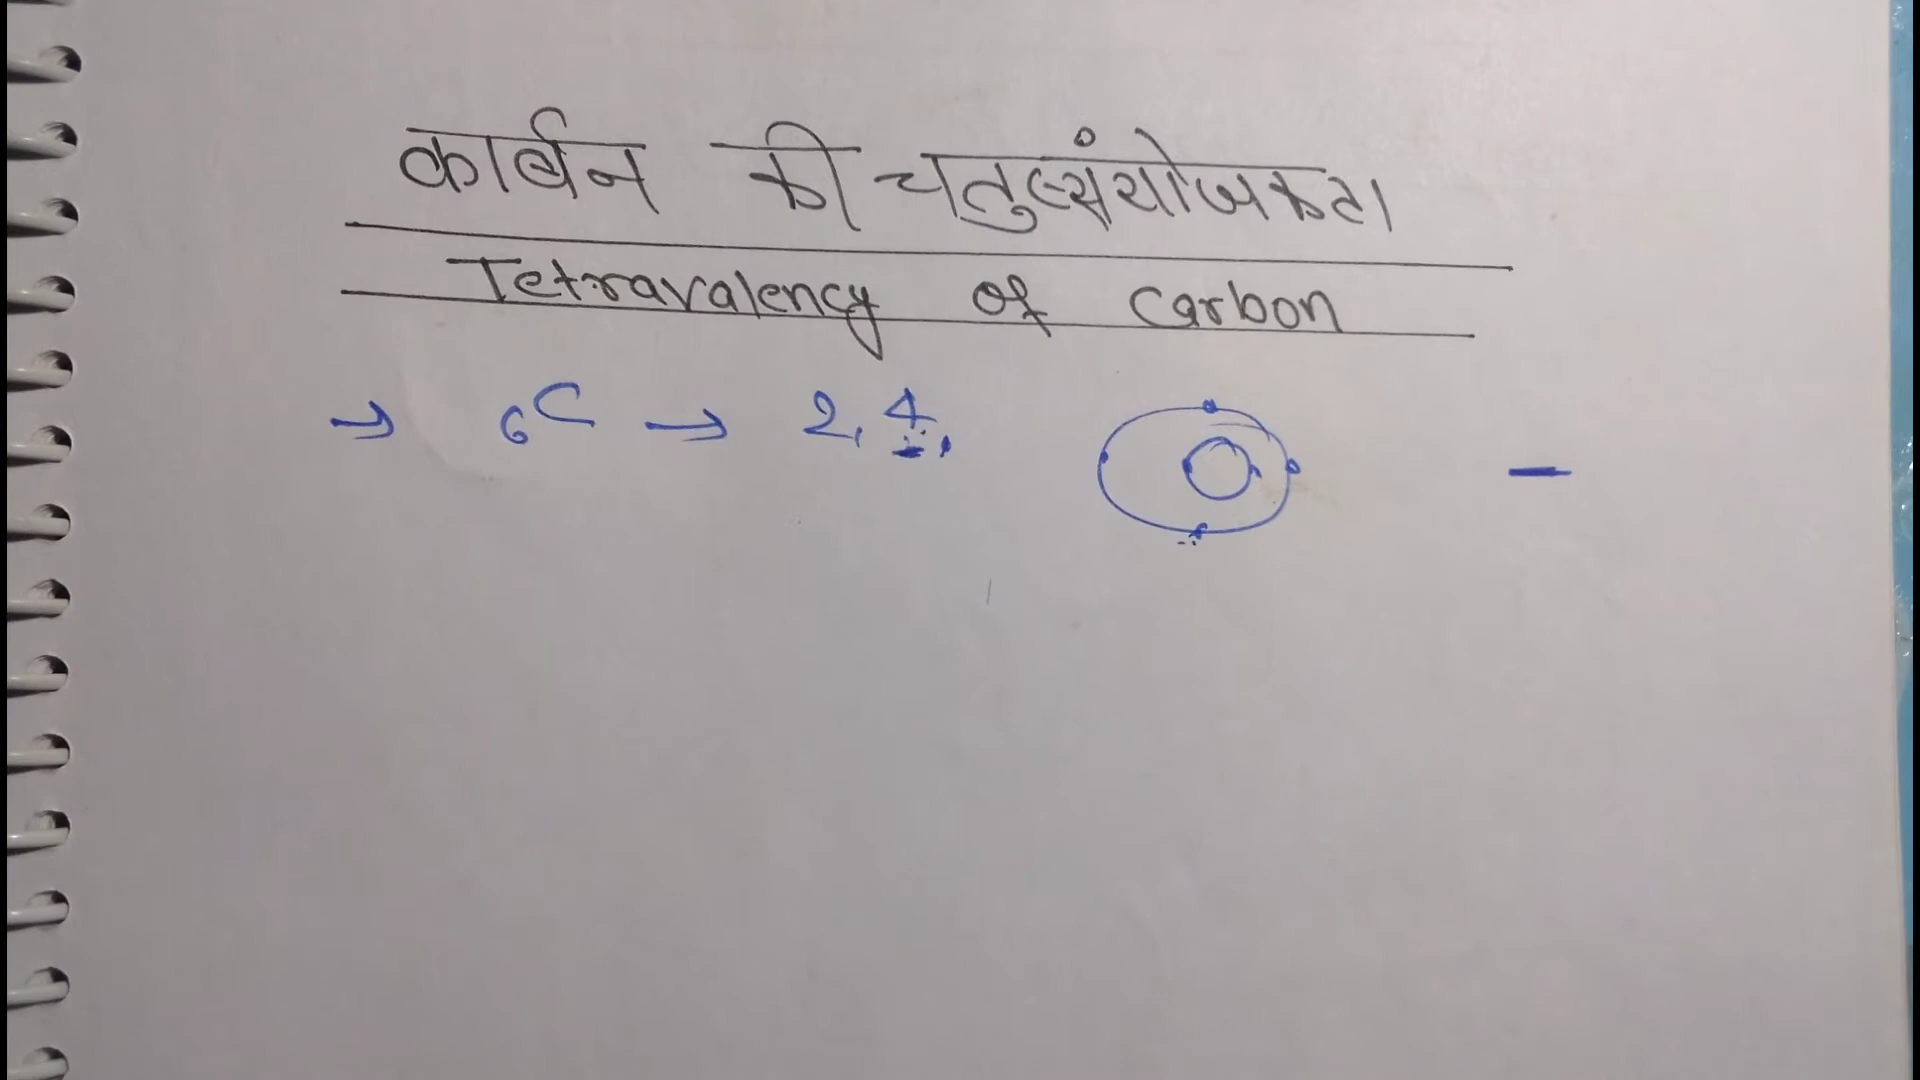 कार्बन की चतुस्संयोजकता
Tetravalency of Carbon
→ ₆C → 2, 4,